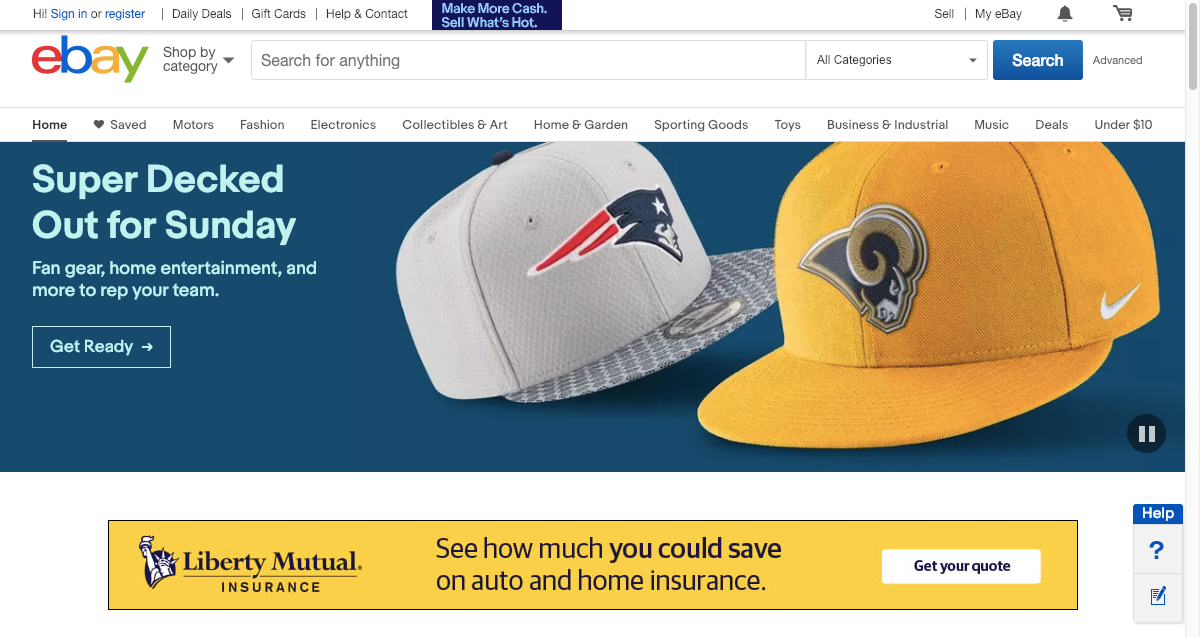 Hi! Sign in or register | Daily Deals | Gift Cards | Help & Contact
Make More Cash.
Sell What's Hot.
Sell | My eBay
ebay
Shop by
category
Search for anything
All Categories
Search
Advanced
Home Saved Motors Fashion Electronics Collectibles & Art Home & Garden Sporting Goods Toys Business & Industrial Music Deals Under $10
Super Decked
Out for Sunday
Fan gear, home entertainment, and
more to rep your team.
Get Ready →
Help
?
Liberty Mutual.
INSURANCE
See how much you could save
on auto and home insurance.
Get your quote